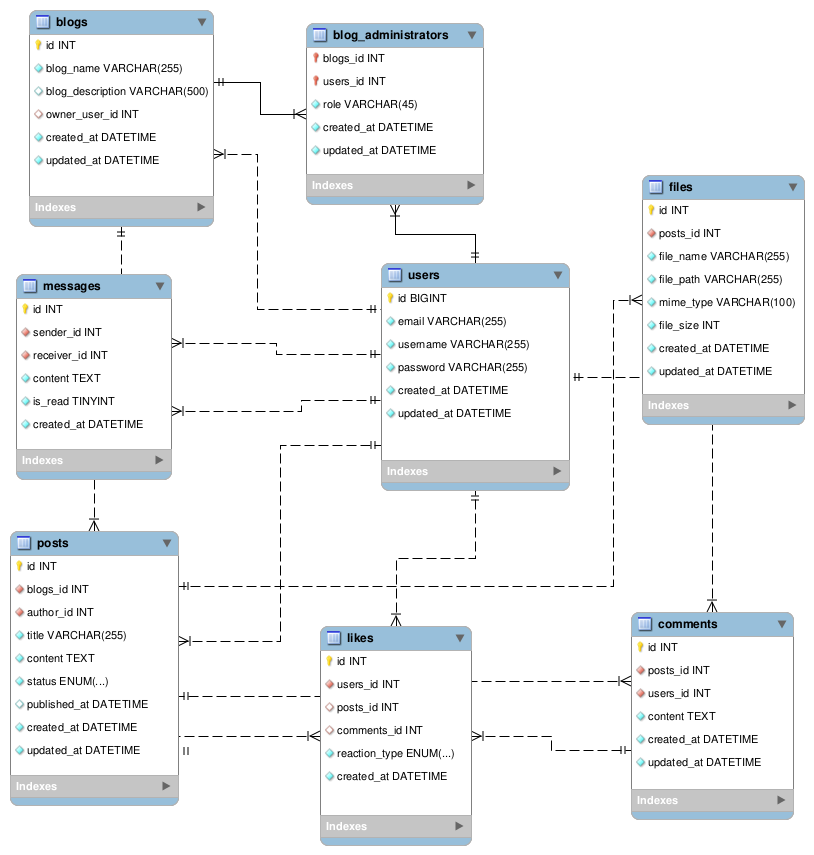 blogs
id INT
blog_name VARCHAR(255)
blog_description VARCHAR(500)
owner_user_id INT
created_at DATETIME
updated_at DATETIME
Indexes
blog_administrators
blogs_id INT
users_id INT
role VARCHAR(45)
created_at DATETIME
updated_at DATETIME
Indexes
files
id INT
posts_id INT
file_name VARCHAR(255)
file_path VARCHAR(255)
mime_type VARCHAR(100)
file_size INT
created_at DATETIME
updated_at DATETIME
Indexes
messages
id INT
sender_id INT
receiver_id INT
content TEXT
is_read TINYINT
created_at DATETIME
Indexes
users
id BIGINT
email VARCHAR(255)
username VARCHAR(255)
password VARCHAR(255)
created_at DATETIME
updated_at DATETIME
Indexes
posts
id INT
blogs_id INT
author_id INT
title VARCHAR(255)
content TEXT
status ENUM(...)
published_at DATETIME
created_at DATETIME
updated_at DATETIME
Indexes
likes
id INT
users_id INT
posts_id INT
comments_id INT
reaction_type ENUM(...)
created_at DATETIME
Indexes
comments
id INT
posts_id INT
users_id INT
content TEXT
created_at DATETIME
updated_at DATETIME
Indexes